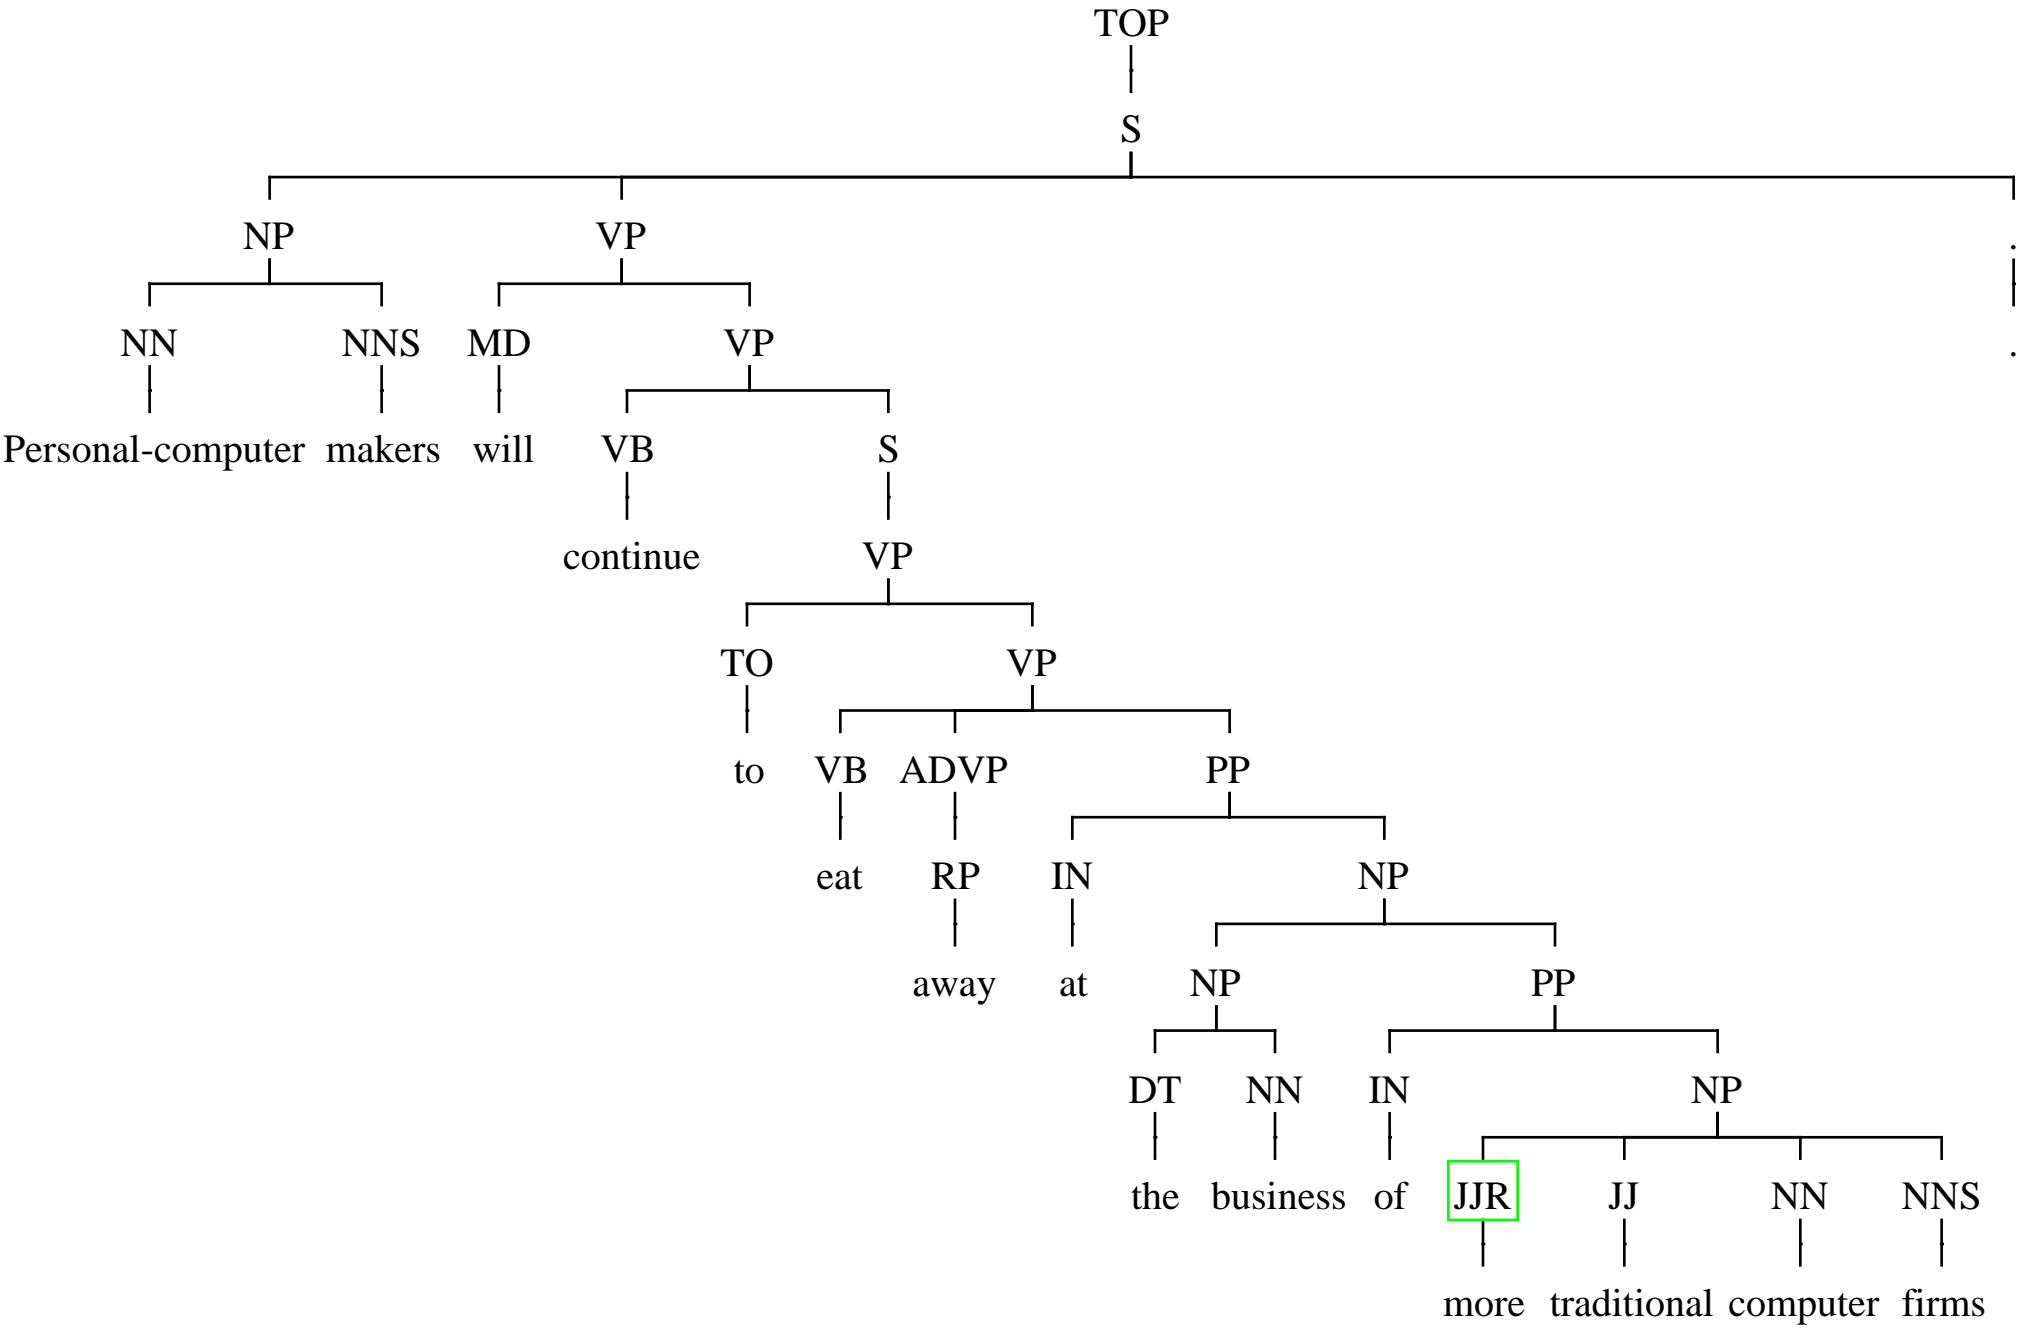 TOP
S
NP VP .
NN NNS MD VP .
Personal-computer makers will VB S
continue VP
TO VP
to VB ADVP PP
eat RP IN NP
away at NP PP
DT NN IN NP
the business of JJR JJ NN NNS
more traditional computer firms